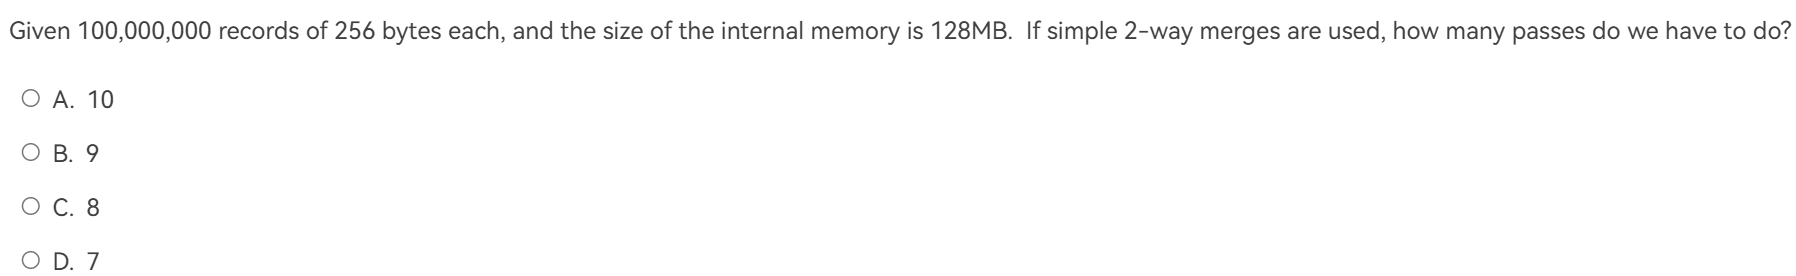 Given 100,000,000 records of 256 bytes each, and the size of the internal memory is 128MB.  If simple 2-way merges are used, how many passes do we have to do?
A. 10
B. 9
C. 8
D. 7